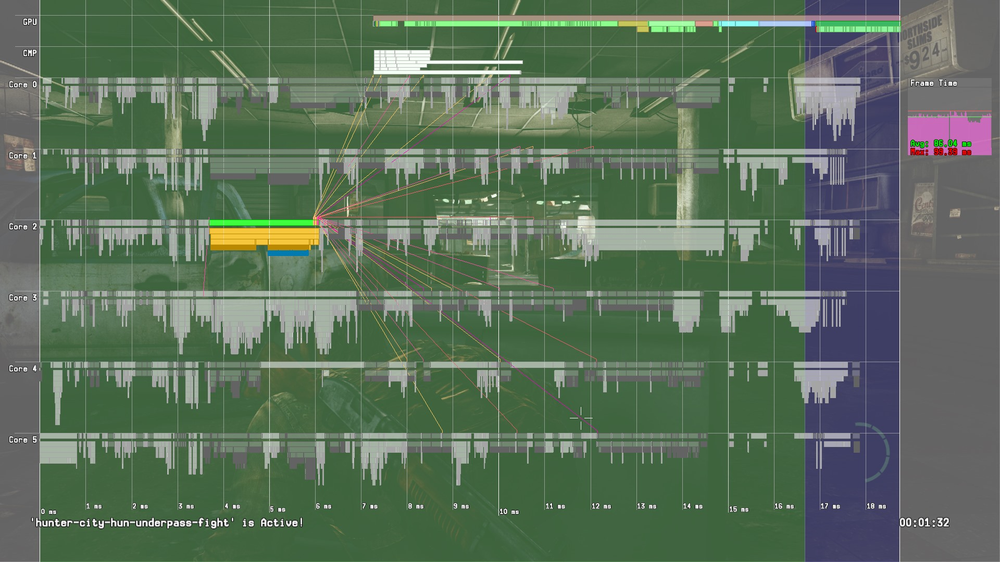 GPU
CMP
Core 0
Core 1
Core 2
Core 3
Core 4
Core 5
0 ms
1 ms
2 ms
3 ms
4 ms
5 ms
6 ms
7 ms
8 ms
9 ms
10 ms
11 ms
12 ms
13 ms
14 ms
15 ms
16 ms
17 ms
18 ms
'hunter-city-hun-underpass-fight' is Active!
00:01:32
Frame Time
Avg: 86.04 ms
Max: 99.39 ms
ORTHSIDE
SLIMS
$924